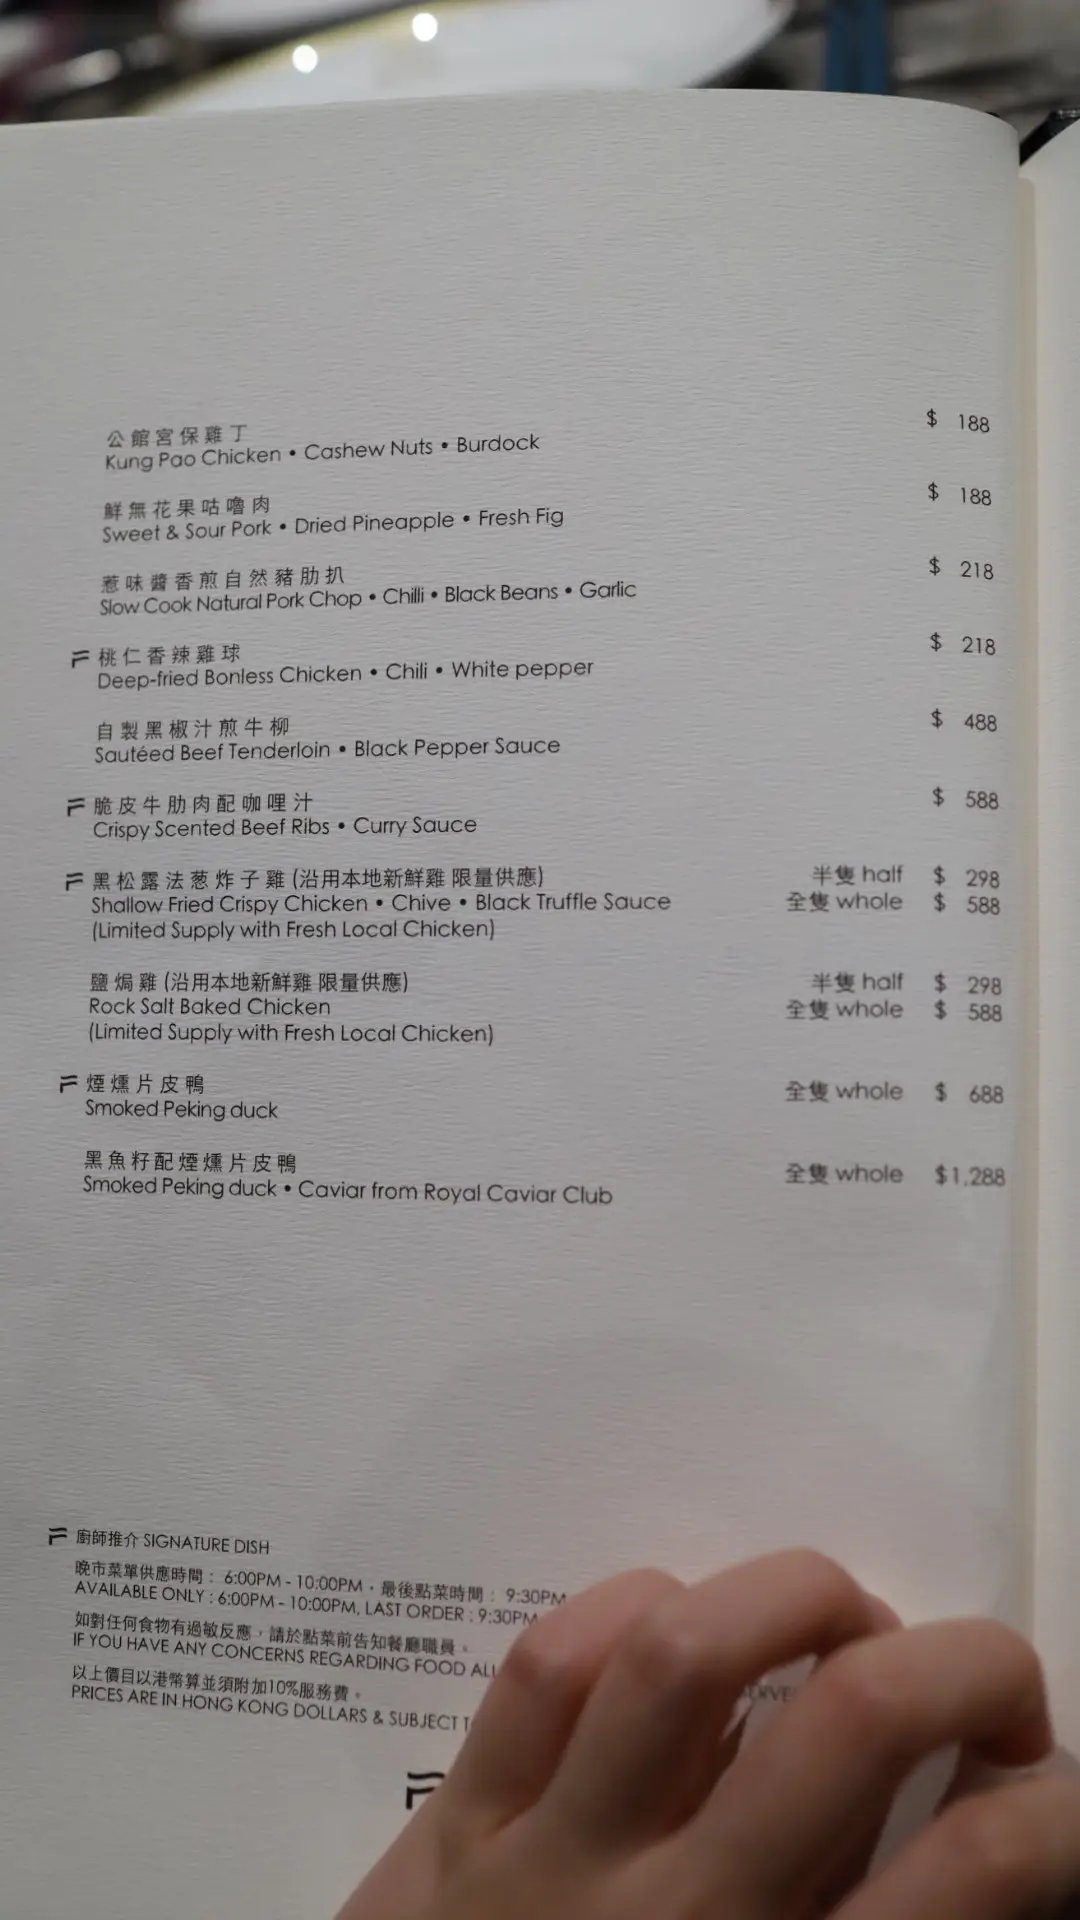 公館宮保雞丁 $ 188
Kung Pao Chicken • Cashew Nuts • Burdock
鮮無花果咕嚕肉 $ 188
Sweet & Sour Pork • Dried Pineapple • Fresh Fig
惹味醬香煎自然豬肋扒 $ 218
Slow Cook Natural Pork Chop • Chilli • Black Beans • Garlic
桃仁香辣雞球 $ 218
Deep-fried Bonless Chicken • Chili • White pepper
自製黑椒汁煎牛柳 $ 488
Sautéed Beef Tenderloin • Black Pepper Sauce
脆皮牛肋肉配咖喱汁 $ 588
Crispy Scented Beef Ribs • Curry Sauce
黑松露法葱炸子雞 (沿用本地新鮮雞 限量供應) 半隻 half $ 298
Shallow Fried Crispy Chicken • Chive • Black Truffle Sauce 全隻 whole $ 588
(Limited Supply with Fresh Local Chicken)
鹽焗雞 (沿用本地新鮮雞 限量供應) 半隻 half $ 298
Rock Salt Baked Chicken 全隻 whole $ 588
(Limited Supply with Fresh Local Chicken)
煙燻片皮鴨 全隻 whole $ 688
Smoked Peking duck
黑魚籽配煙燻片皮鴨 全隻 whole $1,288
Smoked Peking duck • Caviar from Royal Caviar Club
廚師推介 SIGNATURE DISH
晚市菜單供應時間： 6:00PM - 10:00PM，最後點菜時間： 9:30PM
AVAILABLE ONLY : 6:00PM - 10:00PM, LAST ORDER : 9:30PM
如對任何食物有過敏反應，請於點菜前告知餐廳職員。
IF YOU HAVE ANY CONCERNS REGARDING FOOD
以上價目以港幣算並須附加10%服務費。
PRICES ARE IN HONG KONG DOLLARS & SUBJECT